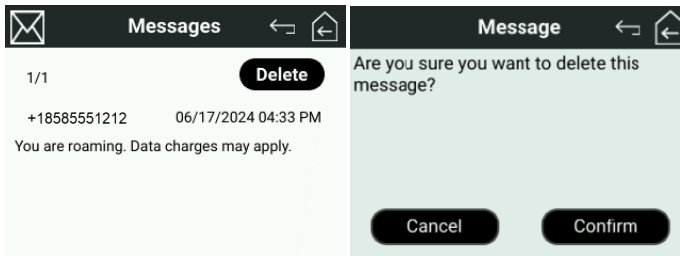 Messages
1/1
Delete
+18585551212 06/17/2024 04:33 PM
You are roaming. Data charges may apply.
Message
Are you sure you want to delete this
message?
Cancel Confirm